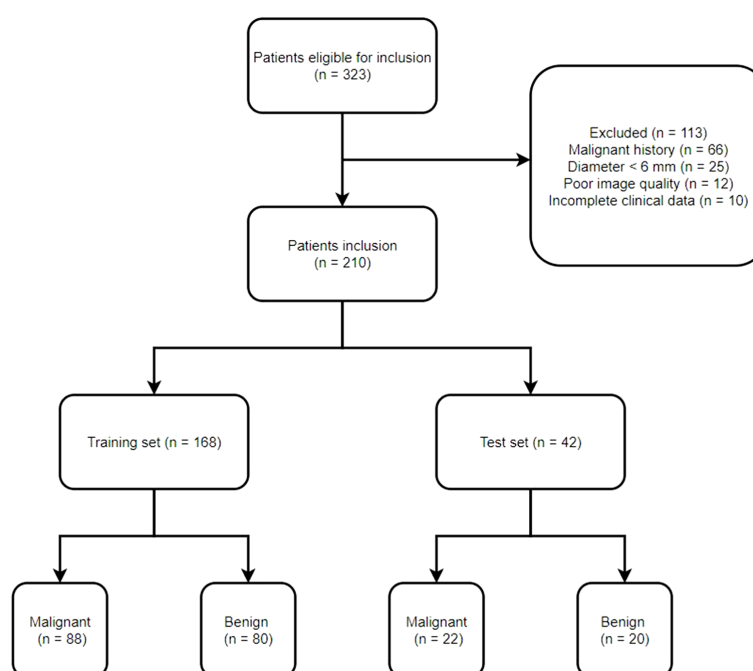 Patients eligible for inclusion
(n = 323)
Excluded (n = 113)
Malignant history (n = 66)
Diameter < 6 mm (n = 25)
Poor image quality (n = 12)
Incomplete clinical data (n = 10)
Patients inclusion
(n = 210)
Training set (n = 168)
Test set (n = 42)
Malignant
(n = 88)
Benign
(n = 80)
Malignant
(n = 22)
Benign
(n = 20)